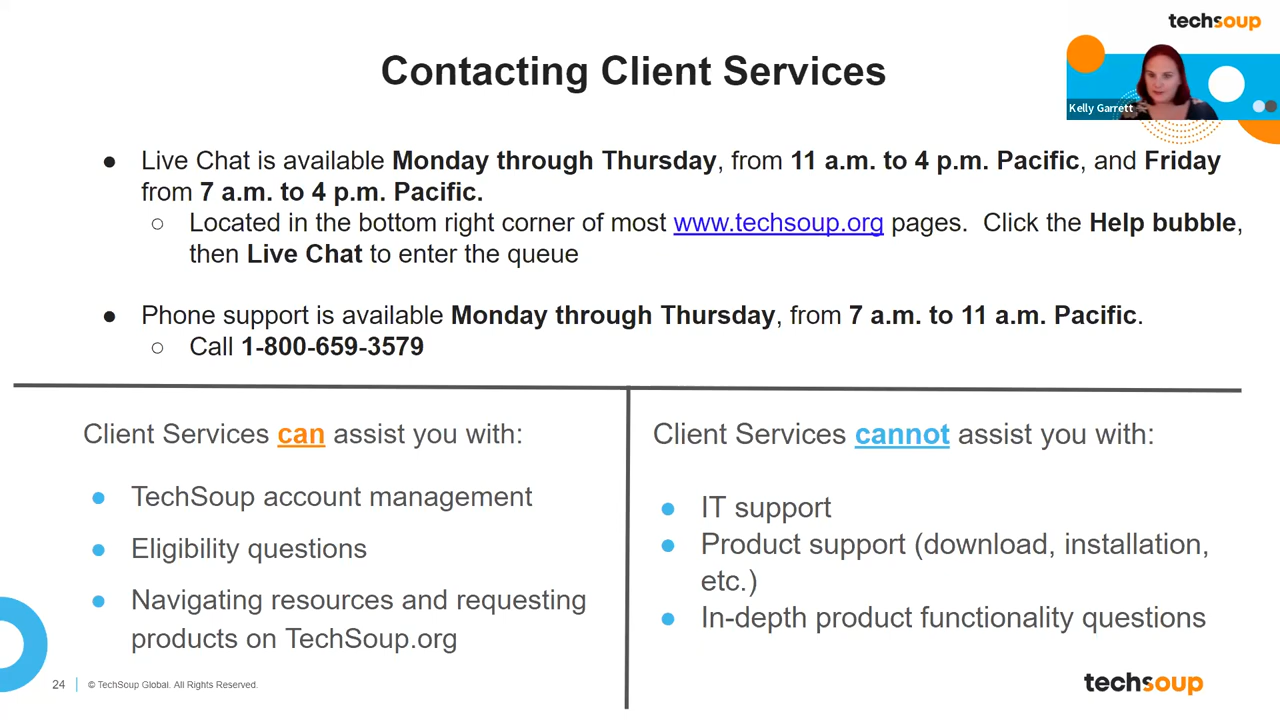 techsoup
Contacting Client Services
Kelly Garrett
● Live Chat is available Monday through Thursday, from 11 a.m. to 4 p.m. Pacific, and Friday
from 7 a.m. to 4 p.m. Pacific.
○ Located in the bottom right corner of most www.techsoup.org pages.  Click the Help bubble,
then Live Chat to enter the queue
● Phone support is available Monday through Thursday, from 7 a.m. to 11 a.m. Pacific.
○ Call 1-800-659-3579
Client Services can assist you with:
● TechSoup account management
● Eligibility questions
● Navigating resources and requesting
products on TechSoup.org
Client Services cannot assist you with:
● IT support
● Product support (download, installation,
etc.)
● In-depth product functionality questions
24 | © TechSoup Global. All Rights Reserved.
techsoup